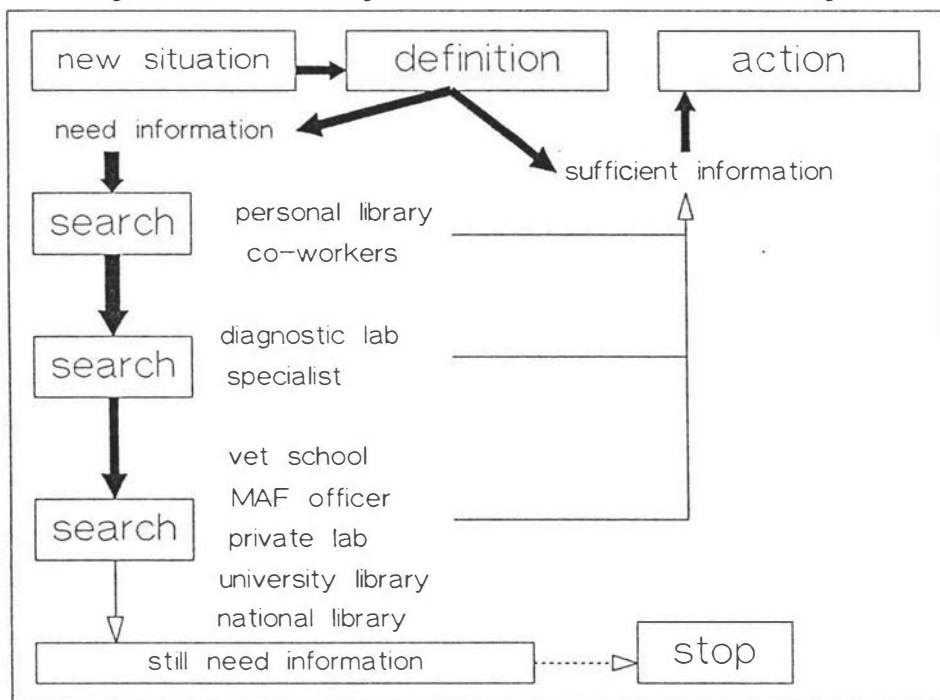 new situation
definition
action
need information
sufficient information
search
personal library
co-workers
search
diagnostic lab
specialist
search
vet school
MAF officer
private lab
university library
national library
still need information
stop